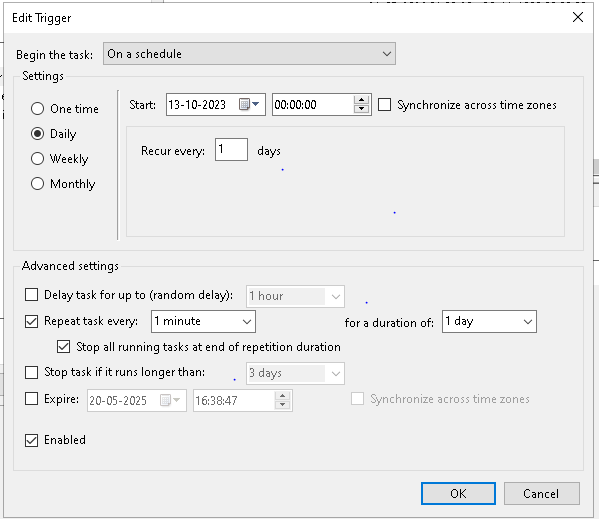 Edit Trigger
Begin the task: On a schedule
Settings
One time
Daily
Weekly
Monthly
Start: 13-10-2023 00:00:00 Synchronize across time zones
Recur every: 1 days
Advanced settings
Delay task for up to (random delay): 1 hour
Repeat task every: 1 minute for a duration of: 1 day
Stop all running tasks at end of repetition duration
Stop task if it runs longer than: 3 days
Expire: 20-05-2025 16:38:47 Synchronize across time zones
Enabled
OK Cancel